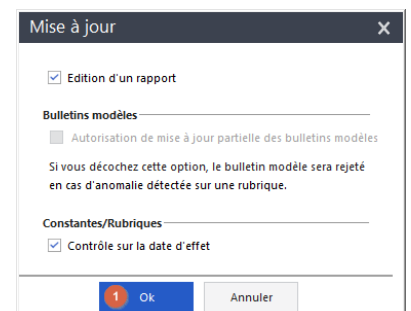 Mise à jour
Edition d'un rapport
Bulletins modèles
Autorisation de mise à jour partielle des bulletins modèles
Si vous décochez cette option, le bulletin modèle sera rejeté
en cas d'anomalie détectée sur une rubrique.
Constantes/Rubriques
Contrôle sur la date d'effet
1 Ok Annuler